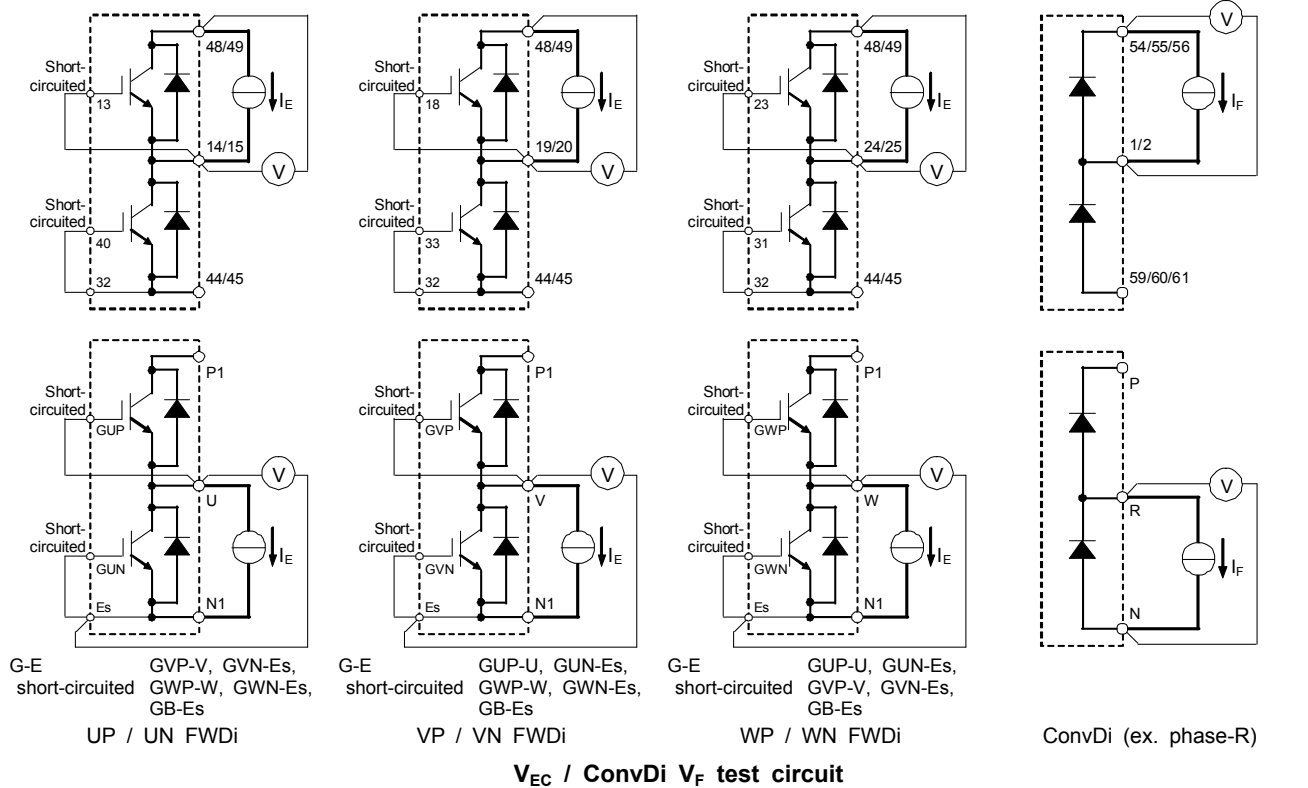 V
48/49
48/49
48/49
54/55/56
Short-
circuited
13
IE
Short-
circuited
18
IE
Short-
circuited
23
IE
IF
14/15
V
19/20
V
24/25
V
1/2
Short-
circuited
40
Short-
circuited
33
Short-
circuited
31
32
44/45
32
44/45
32
44/45
59/60/61
P1
P1
P1
P
Short-
circuited
GUP
Short-
circuited
GVP
Short-
circuited
GWP
V
U
V
V
V
W
V
R
Short-
circuited
GUN
IE
Short-
circuited
GVN
IE
Short-
circuited
GWN
IE
IF
Es
N1
Es
N1
Es
N1
N
G-E GVP-V, GVN-Es,
short-circuited GWP-W, GWN-Es,
GB-Es
UP / UN FWDi
G-E GUP-U, GUN-Es,
short-circuited GWP-W, GWN-Es,
GB-Es
VP / VN FWDi
G-E GUP-U, GUN-Es,
short-circuited GVP-V, GVN-Es,
GB-Es
WP / WN FWDi
ConvDi (ex. phase-R)
VEC / ConvDi VF test circuit